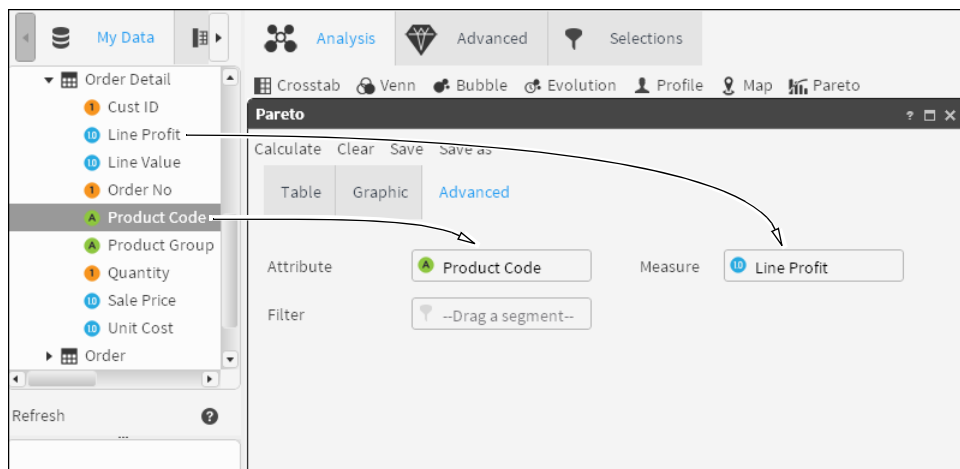 My Data
Analysis Advanced Selections
Crosstab Venn Bubble Evolution Profile Map Pareto
Order Detail
Cust ID
Line Profit
Line Value
Order No
Product Code
Product Group
Quantity
Sale Price
Unit Cost
Order
Refresh
Pareto
Calculate Clear Save Save as
Table Graphic Advanced
Attribute A Product Code Measure 1.0 Line Profit
Filter --Drag a segment--